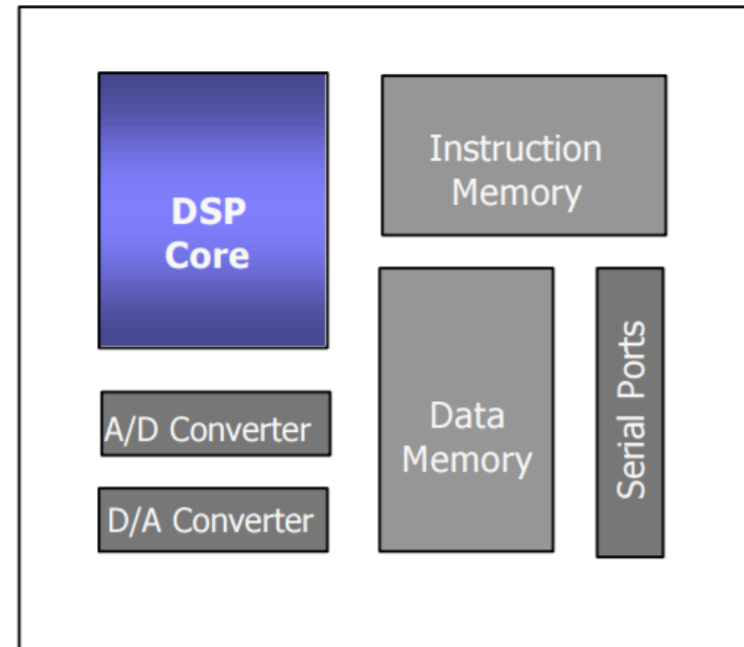 DSP
Core
Instruction
Memory
A/D Converter
D/A Converter
Data
Memory
Serial Ports